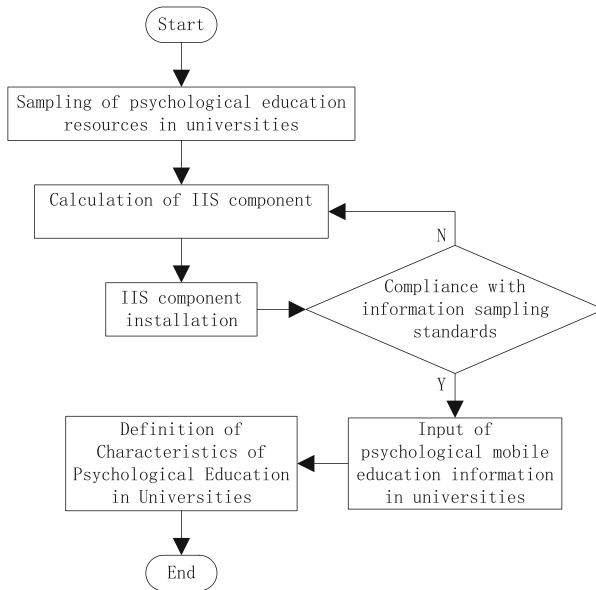 Start
Sampling of psychological education
resources in universities
Calculation of IIS component
N
IIS component
installation
Compliance with
information sampling
standards
Y
Input of
psychological mobile
education information
in universities
Definition of
Characteristics of
Psychological Education
in Universities
End